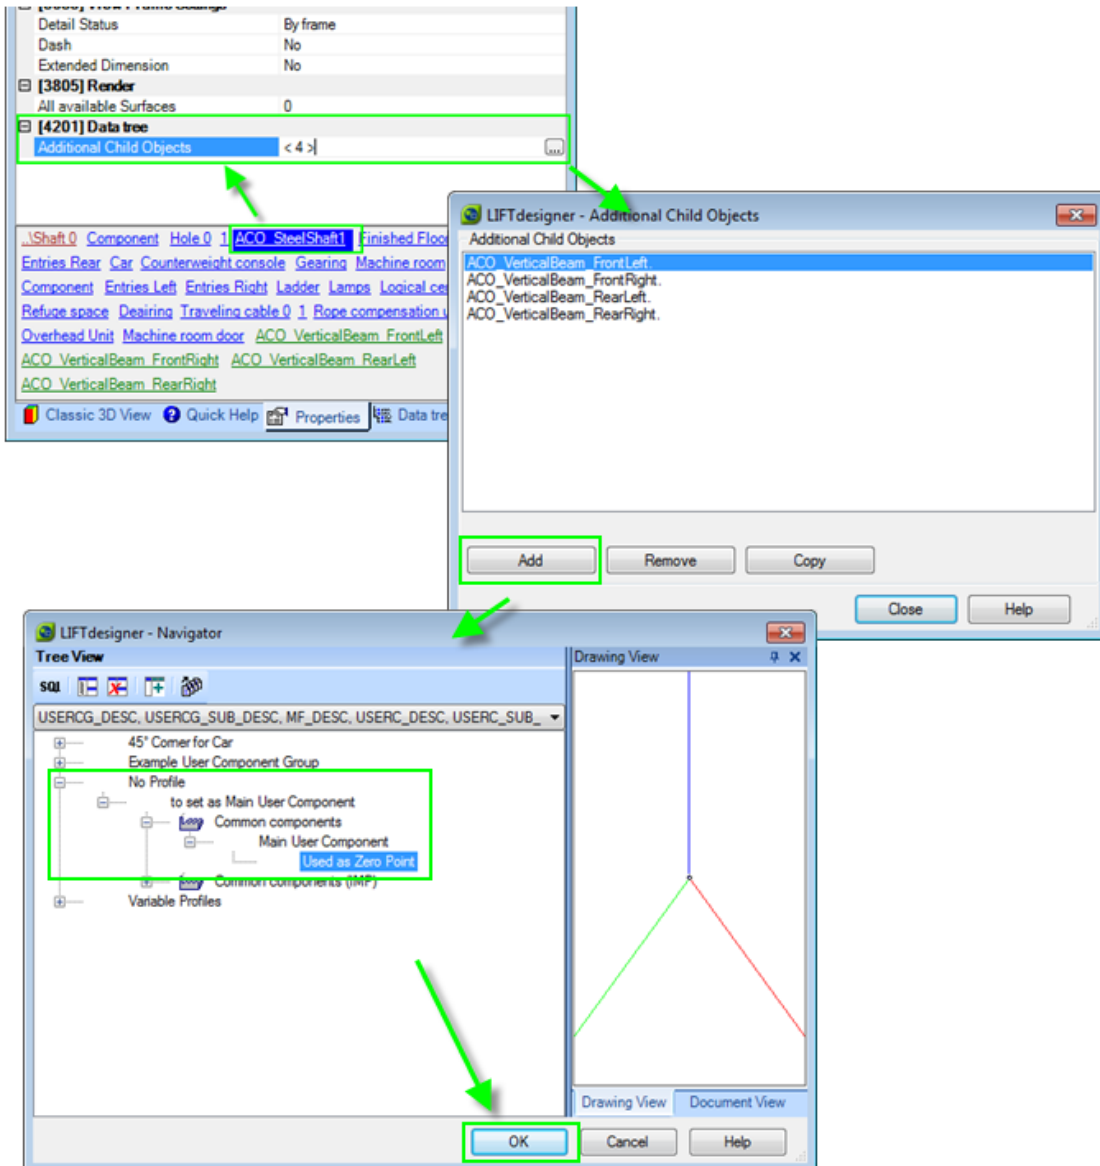 [3803] View Frame Settings
Detail Status By frame
Dash No
Extended Dimension No
[3805] Render
All available Surfaces 0
[4201] Data tree
Additional Child Objects < 4 > ...
..\Shaft 0 Component Hole 0 1 ACO_SteelShaft1 Finished Floor
Entries Rear Car Counterweight console Gearing Machine room
Component Entries Left Entries Right Ladder Lamps Logical
Refuge space Deairing Traveling cable 0 1 Rope compensation
Overhead Unit Machine room door ACO_VerticalBeam_FrontLeft
ACO_VerticalBeam_FrontRight ACO_VerticalBeam_RearLeft
ACO_VerticalBeam_RearRight
Classic 3D View Quick Help Properties Data tre
LIFTdesigner - Additional Child Objects
Additional Child Objects
ACO_VerticalBeam_FrontLeft.
ACO_VerticalBeam_FrontRight.
ACO_VerticalBeam_RearLeft.
ACO_VerticalBeam_RearRight.
Add Remove Copy
Close Help
LIFTdesigner - Navigator
Tree View
Drawing View
SQL
USERCG_DESC, USERCG_SUB_DESC, MF_DESC, USERC_DESC, USERC_SUB_
45° Corner for Car
Example User Component Group
No Profile
to set as Main User Component
Common components
Main User Component
Used as Zero Point
Common components (IMP)
Variable Profiles
Drawing View Document View
OK Cancel Help